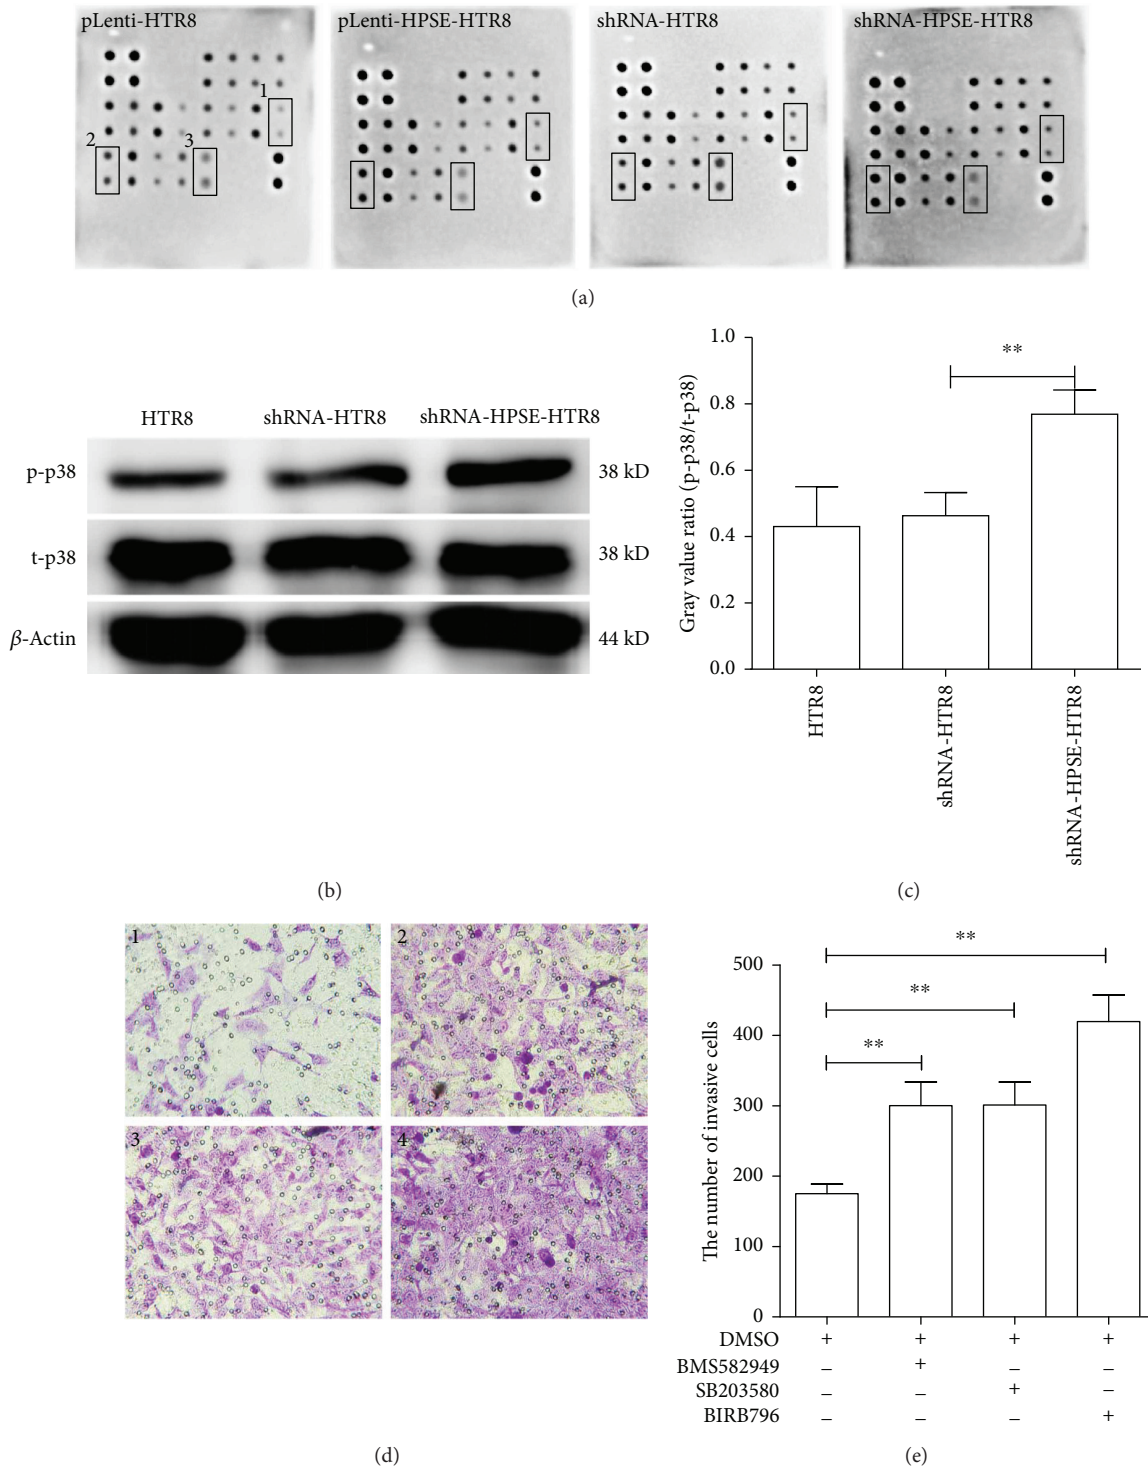 pLenti-HTR8
pLenti-HPSE-HTR8
shRNA-HTR8
shRNA-HPSE-HTR8
1
2
3
(a)
HTR8
shRNA-HTR8
shRNA-HPSE-HTR8
p-p38
38 kD
t-p38
38 kD
β-Actin
44 kD
(b)
Gray value ratio (p-p38/t-p38)
1.0
0.8
0.6
0.4
0.2
0.0
**
HTR8
shRNA-HTR8
shRNA-HPSE-HTR8
(c)
1
2
3
4
(d)
The number of invasive cells
500
400
300
200
100
0
**
**
**
DMSO + + + +
BMS582949 – + – –
SB203580 – – + –
BIRB796 – – – +
(e)